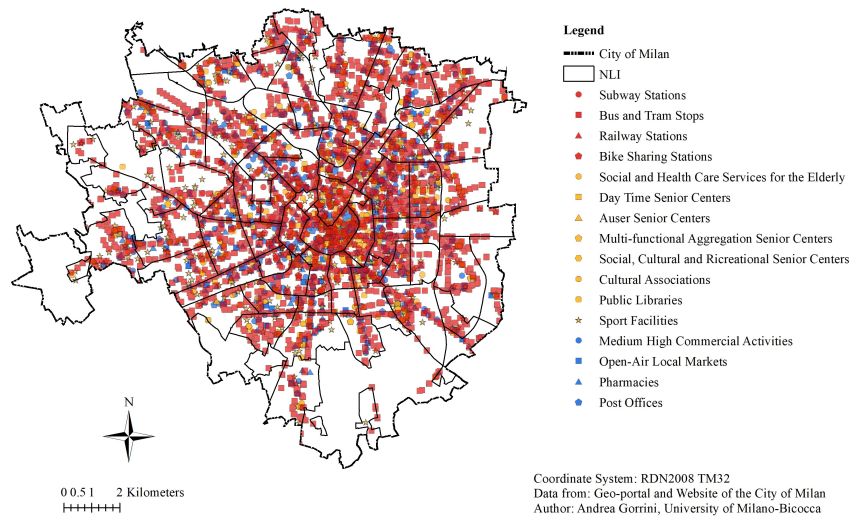 Legend
City of Milan
NLI
Subway Stations
Bus and Tram Stops
Railway Stations
Bike Sharing Stations
Social and Health Care Services for the Elderly
Day Time Senior Centers
Auser Senior Centers
Multi-functional Aggregation Senior Centers
Social, Cultural and Ricreational Senior Centers
Cultural Associations
Public Libraries
Sport Facilities
Medium High Commercial Activities
Open-Air Local Markets
Pharmacies
Post Offices
N
0 0.5 1 2 Kilometers
Coordinate System: RDN2008 TM32
Data from: Geo-portal and Website of the City of Milan
Author: Andrea Gorrini, University of Milano-Bicocca